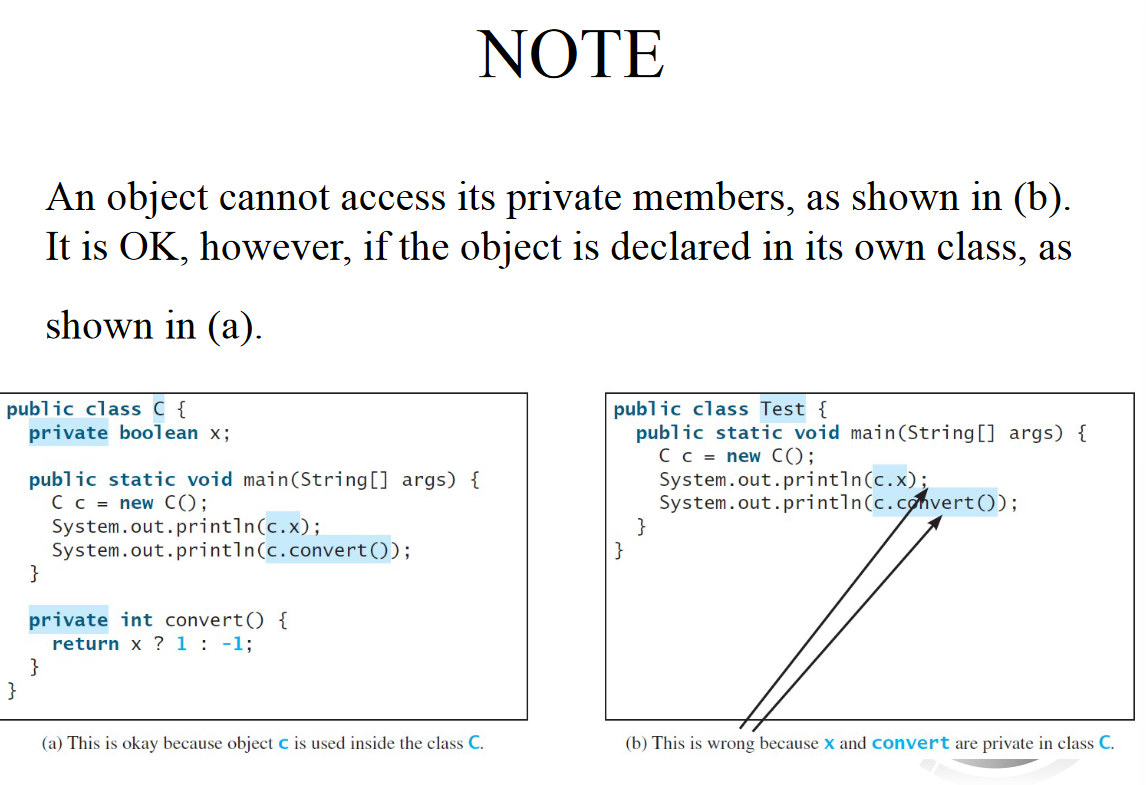 NOTE
An object cannot access its private members, as shown in (b).
It is OK, however, if the object is declared in its own class, as
shown in (a).
public class C {
private boolean x;
public static void main(String[] args) {
C c = new C();
System.out.println(c.x);
System.out.println(c.convert());
}
private int convert() {
return x ? 1 : -1;
}
}
(a) This is okay because object c is used inside the class C.
public class Test {
public static void main(String[] args) {
C c = new C();
System.out.println(c.x);
System.out.println(c.convert());
}
}
(b) This is wrong because x and convert are private in class C.